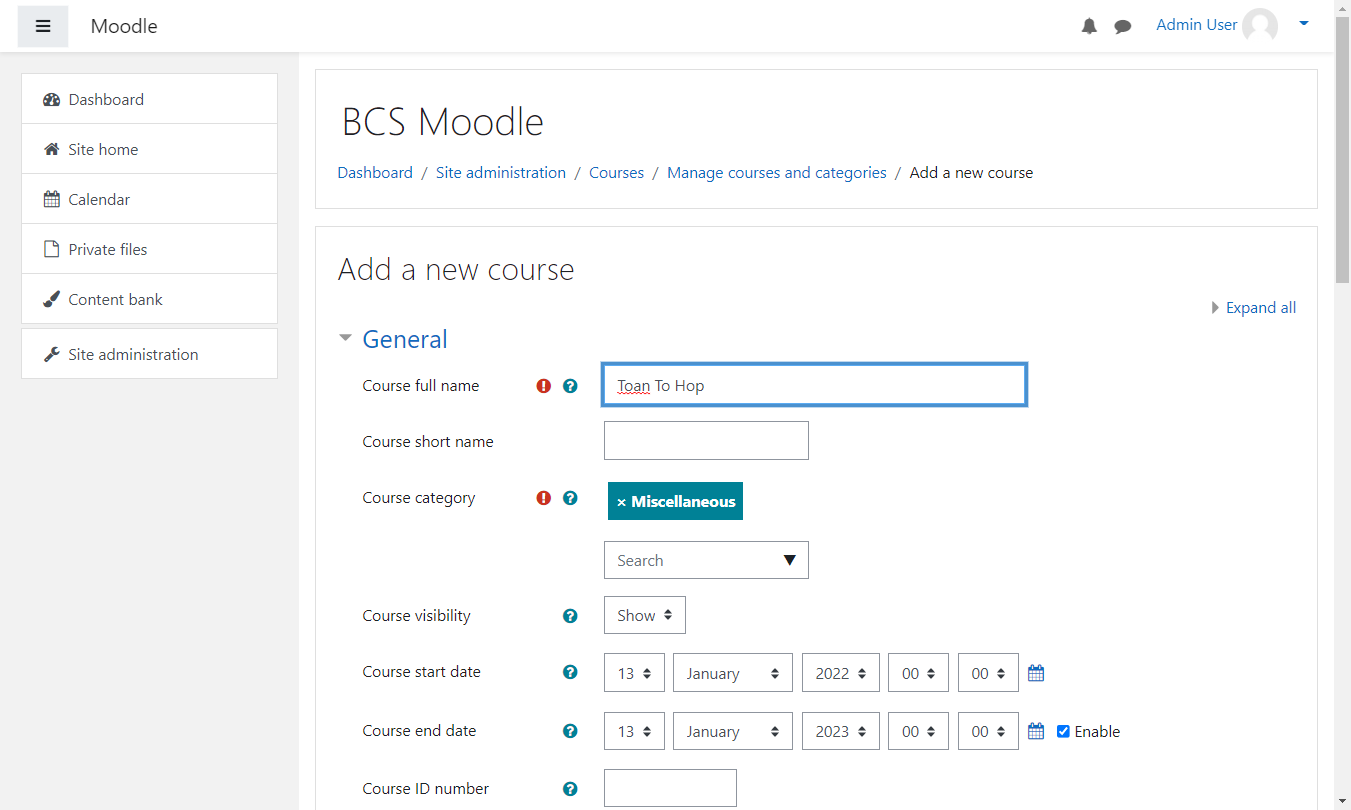 Moodle
Admin User
Dashboard
Site home
Calendar
Private files
Content bank
Site administration
BCS Moodle
Dashboard / Site administration / Courses / Manage courses and categories / Add a new course
Add a new course
Expand all
General
Course full name Toan To Hop
Course short name
Course category × Miscellaneous
Search
Course visibility Show
Course start date 13 January 2022 00 00
Course end date 13 January 2023 00 00 Enable
Course ID number